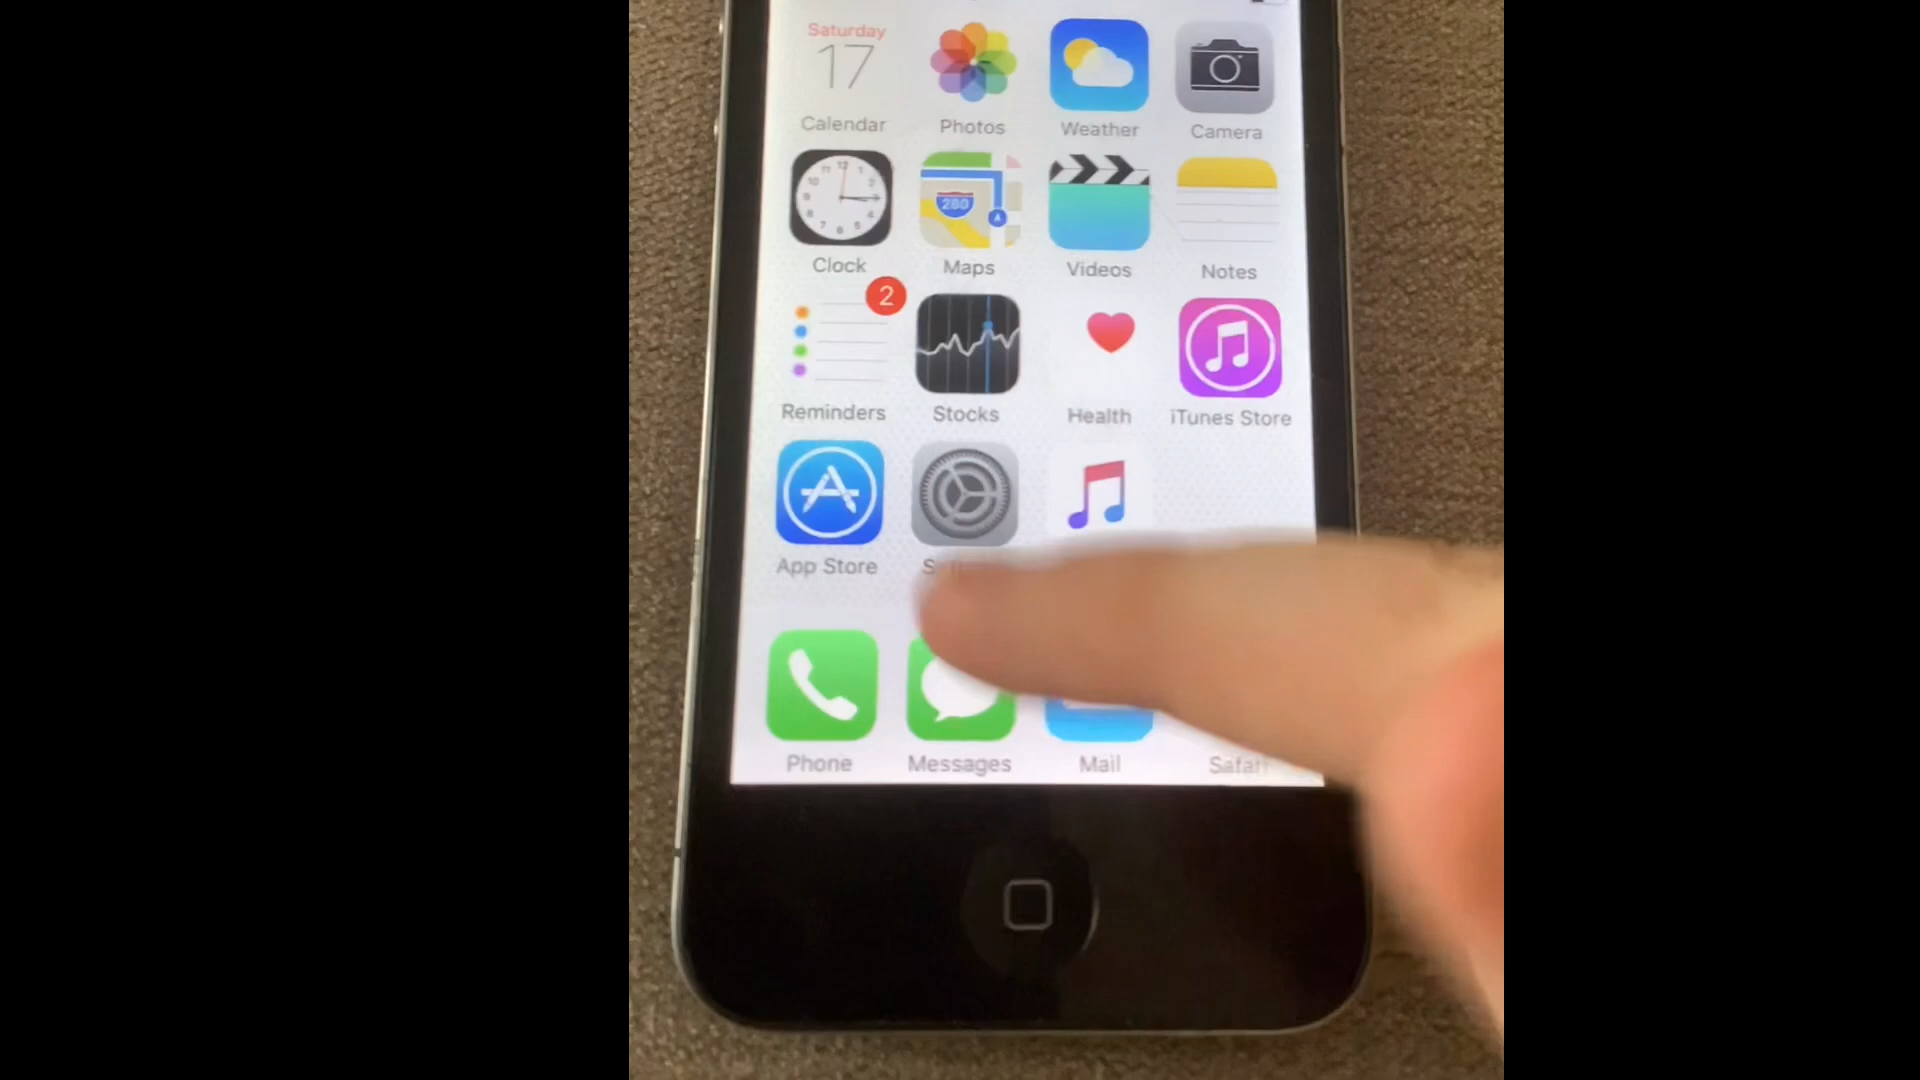 Saturday
17
Calendar Photos Weather Camera
280
Clock Maps Videos Notes
2
Reminders Stocks Health iTunes Store
App Store
Phone Messages Mail Safari